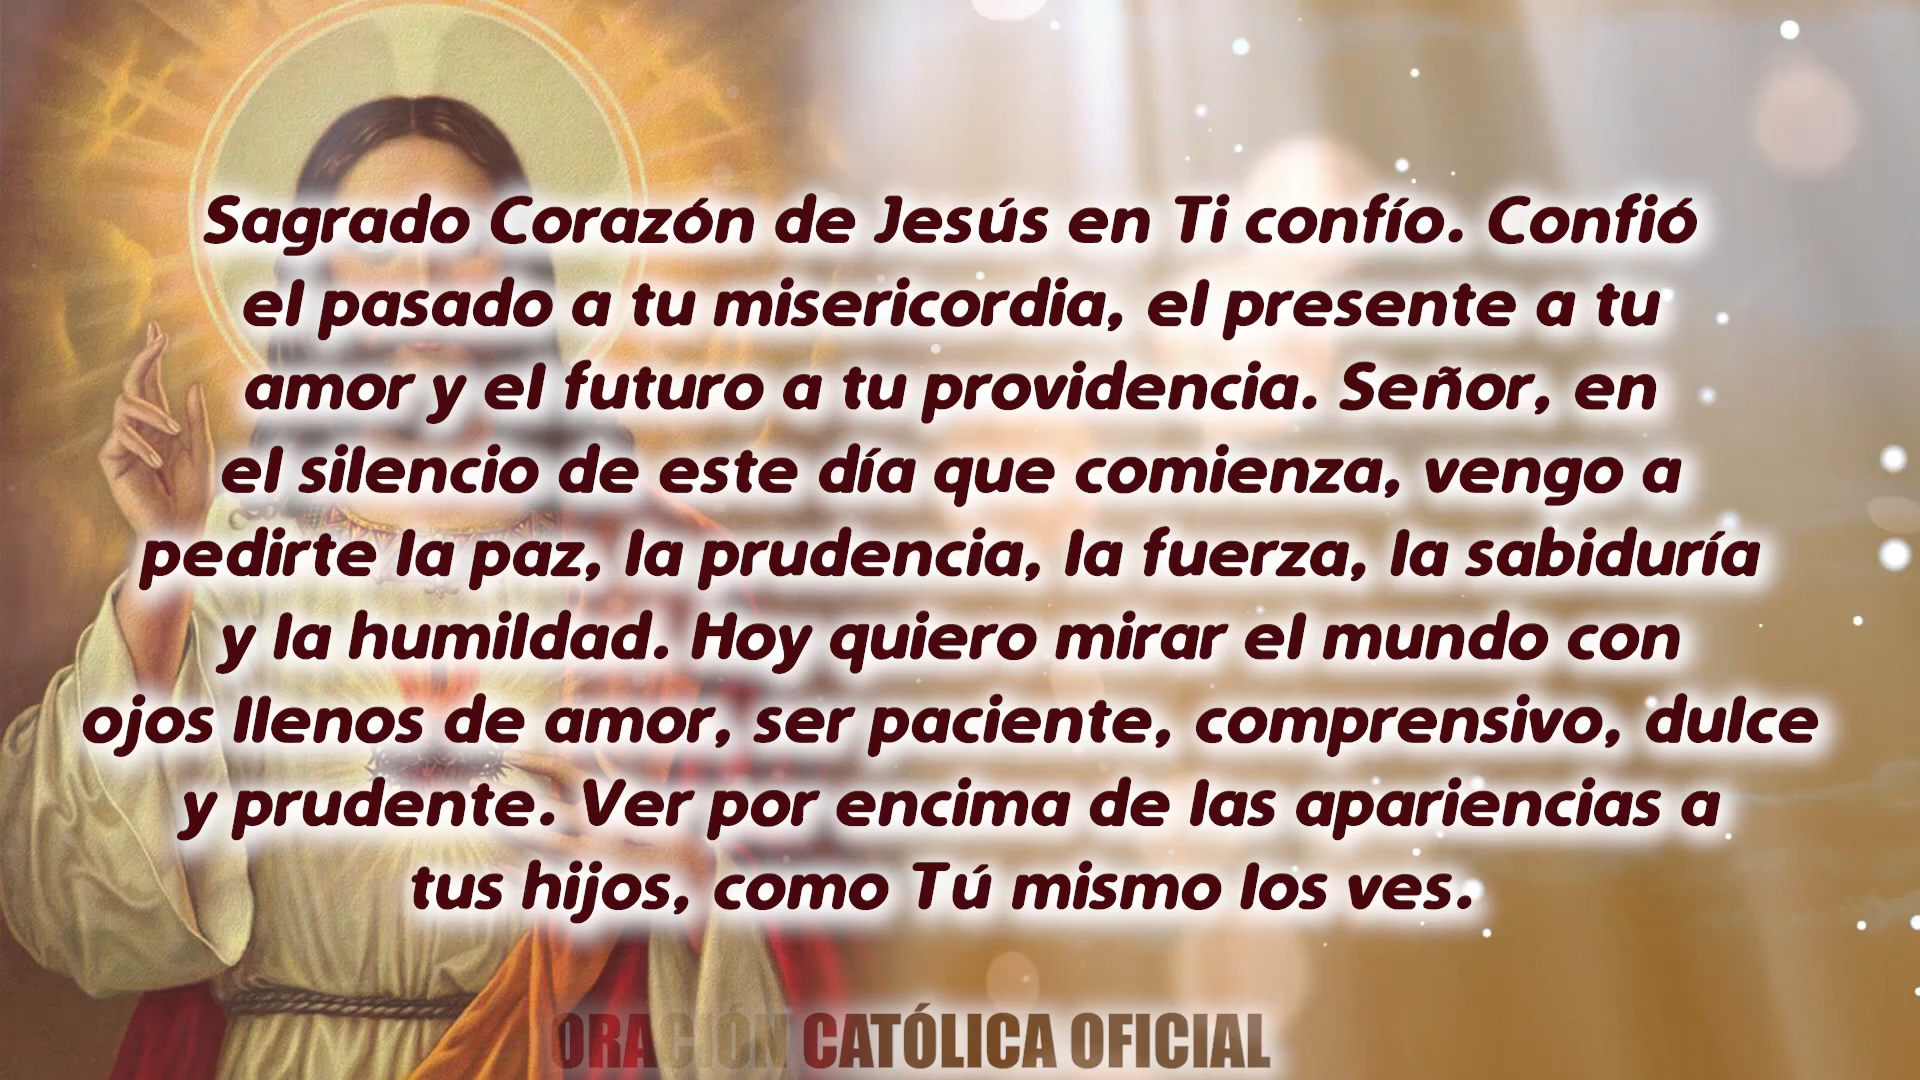 Sagrado Corazón de Jesús en Ti confío. Confió
el pasado a tu misericordia, el presente a tu
amor y el futuro a tu providencia. Señor, en
el silencio de este día que comienza, vengo a
pedirte la paz, la prudencia, la fuerza, la sabiduría
y la humildad. Hoy quiero mirar el mundo con
ojos llenos de amor, ser paciente, comprensivo, dulce
y prudente. Ver por encima de las apariencias a
tus hijos, como Tú mismo los ves.
ORACIÓN CATÓLICA OFICIAL